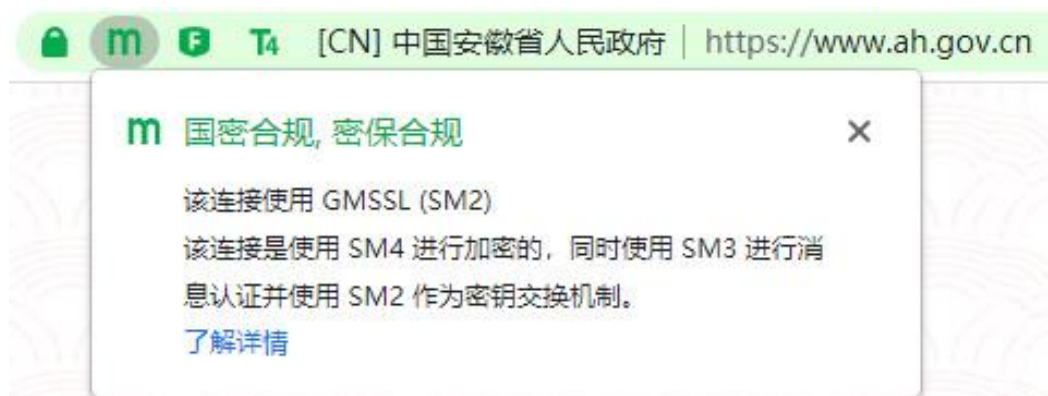 m F T4 [CN] 中国安徽省人民政府 | https://www.ah.gov.cn
m 国密合规, 密保合规
该连接使用 GMSSL (SM2)
该连接是使用 SM4 进行加密的，同时使用 SM3 进行消
息认证并使用 SM2 作为密钥交换机制。
了解详情